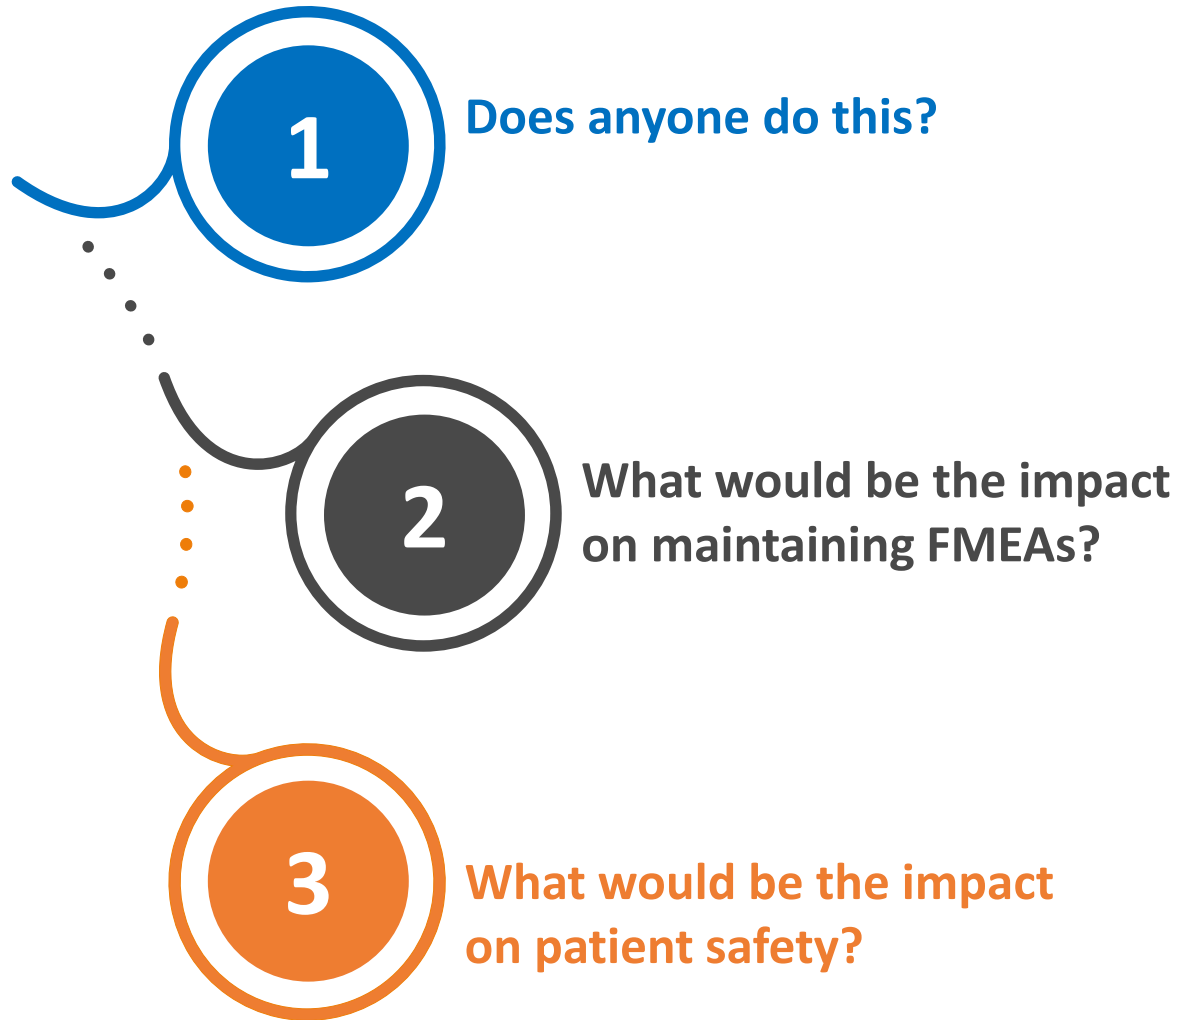 1
Does anyone do this?
2
What would be the impact
on maintaining FMEAs?
3
What would be the impact
on patient safety?